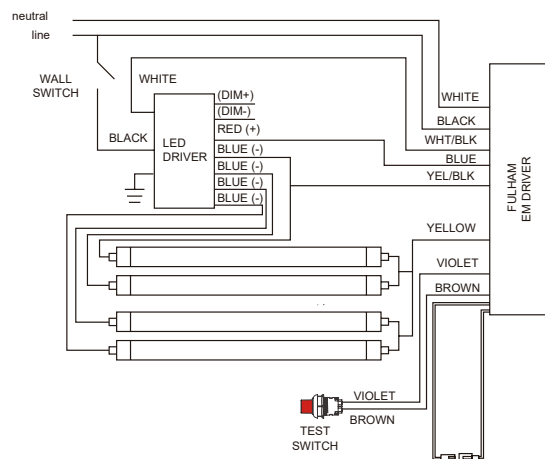 neutral
line
WALL
SWITCH
WHITE
BLACK
LED
DRIVER
(DIM+)
(DIM-)
RED (+)
BLUE (-)
BLUE (-)
BLUE (-)
BLUE (-)
WHITE
BLACK
WHT/BLK
BLUE
YEL/BLK
YELLOW
VIOLET
BROWN
FULHAM
EM DRIVER
VIOLET
BROWN
TEST
SWITCH